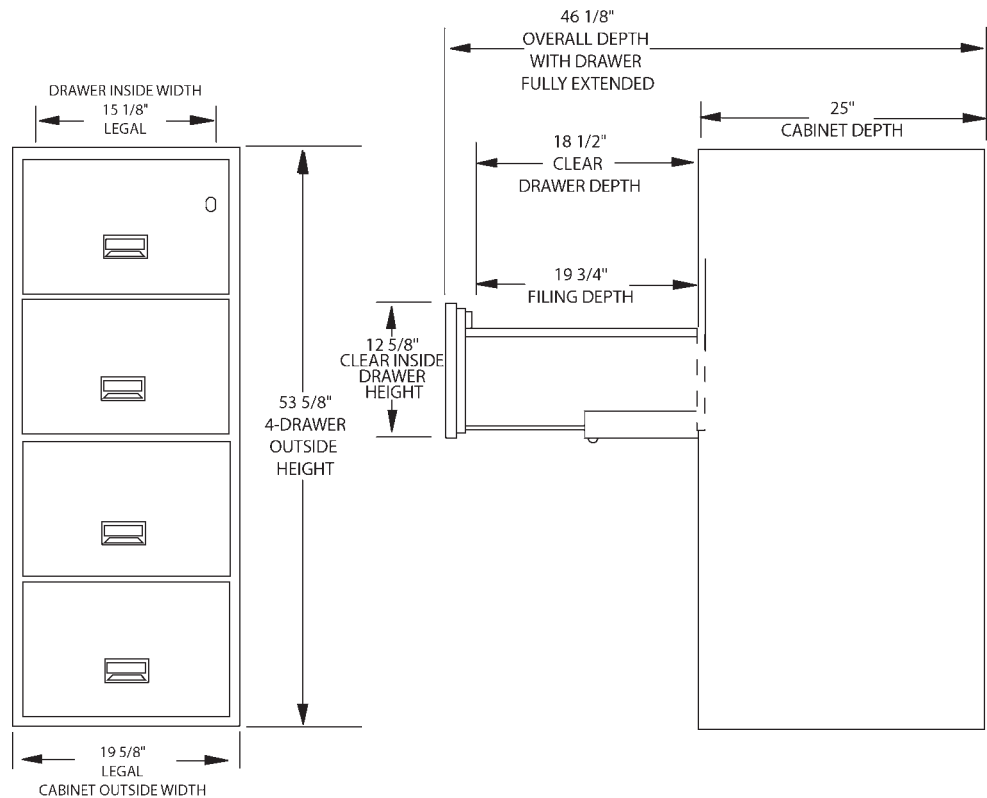 46 1/8"
OVERALL DEPTH
WITH DRAWER
FULLY EXTENDED
DRAWER INSIDE WIDTH
15 1/8"
LEGAL
25"
CABINET DEPTH
18 1/2"
CLEAR
DRAWER DEPTH
19 3/4"
FILING DEPTH
12 5/8"
CLEAR INSIDE
DRAWER
HEIGHT
53 5/8"
4-DRAWER
OUTSIDE
HEIGHT
19 5/8"
LEGAL
CABINET OUTSIDE WIDTH